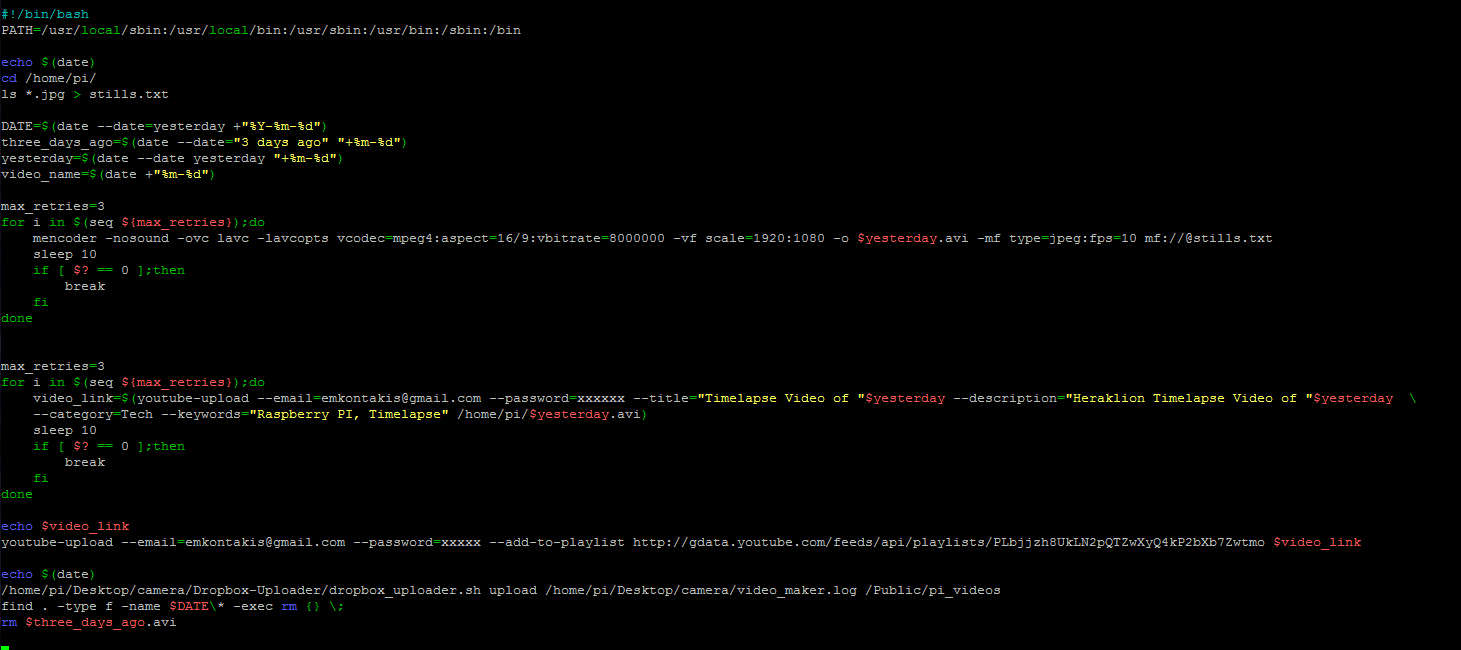 #!/bin/bash
PATH=/usr/local/sbin:/usr/local/bin:/usr/sbin:/usr/bin:/sbin:/bin
echo $(date)
cd /home/pi/
ls *.jpg > stills.txt
DATE=$(date --date=yesterday +"%Y-%m-%d")
three_days_ago=$(date --date="3 days ago" "+%m-%d")
yesterday=$(date --date yesterday "+%m-%d")
video_name=$(date +"%m-%d")
max_retries=3
for i in $(seq ${max_retries});do
    mencoder -nosound -ovc lavc -lavcopts vcodec=mpeg4:aspect=16/9:vbitrate=8000000 -vf scale=1920:1080 -o $yesterday.avi -mf type=jpeg:fps=10 mf://@stills.txt
    sleep 10
    if [ $? == 0 ];then
        break
    fi
done
max_retries=3
for i in $(seq ${max_retries});do
    video_link=$(youtube-upload --email=emkontakis@gmail.com --password=xxxxxx --title="Timelapse Video of "$yesterday --description="Heraklion Timelapse Video of "$yesterday  \
    --category=Tech --keywords="Raspberry PI, Timelapse" /home/pi/$yesterday.avi)
    sleep 10
    if [ $? == 0 ];then
        break
    fi
done
echo $video_link
youtube-upload --email=emkontakis@gmail.com --password=xxxxx --add-to-playlist http://gdata.youtube.com/feeds/api/playlists/PLbjjzh8UkLN2pQTZwXyQ4kP2bXb7Zwtmo $video_link
echo $(date)
/home/pi/Desktop/camera/Dropbox-Uploader/dropbox_uploader.sh upload /home/pi/Desktop/camera/video_maker.log /Public/pi_videos
find . -type f -name $DATE\* -exec rm {} \;
rm $three_days_ago.avi